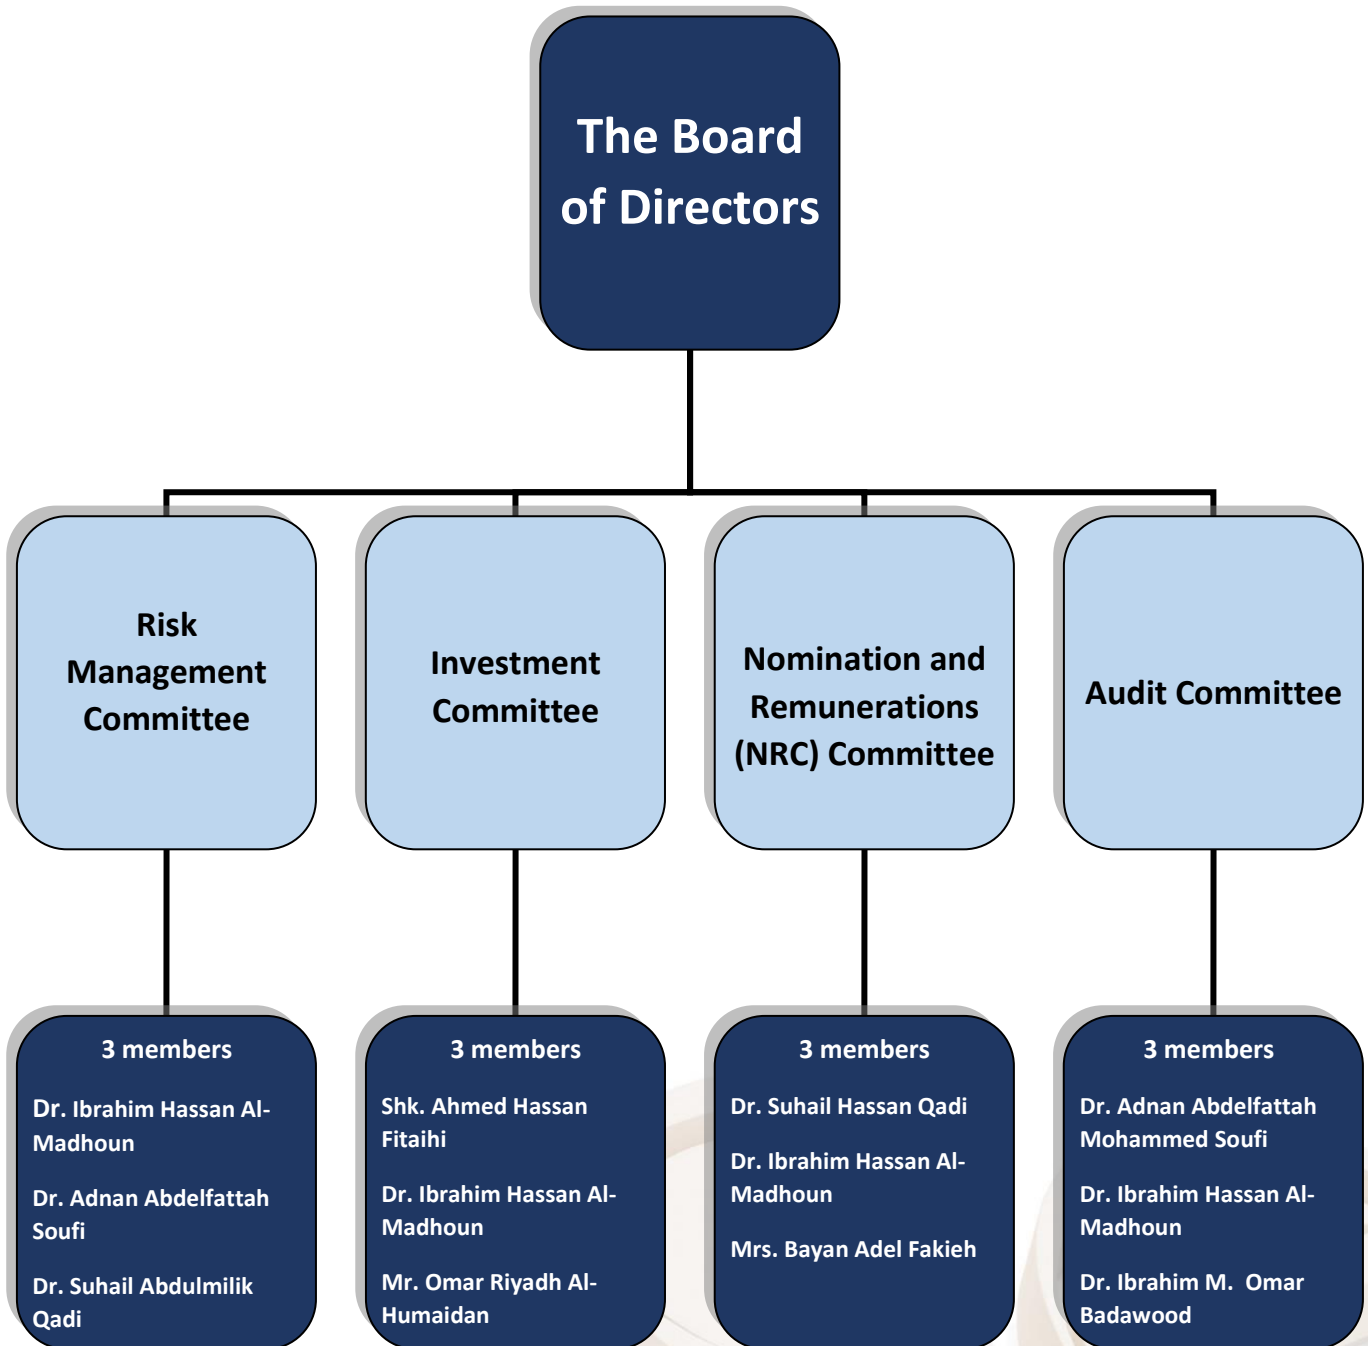 The Board
of Directors
Risk
Management
Committee
Investment
Committee
Nomination and
Remunerations
(NRC) Committee
Audit Committee
3 members
Dr. Ibrahim Hassan Al-
Madhoun
Dr. Adnan Abdelfattah
Soufi
Dr. Suhail Abdulmilik
Qadi
3 members
Shk. Ahmed Hassan
Fitaihi
Dr. Ibrahim Hassan Al-
Madhoun
Mr. Omar Riyadh Al-
Humaidan
3 members
Dr. Suhail Hassan Qadi
Dr. Ibrahim Hassan Al-
Madhoun
Mrs. Bayan Adel Fakieh
3 members
Dr. Adnan Abdelfattah
Mohammed Soufi
Dr. Ibrahim Hassan Al-
Madhoun
Dr. Ibrahim M. Omar
Badawood